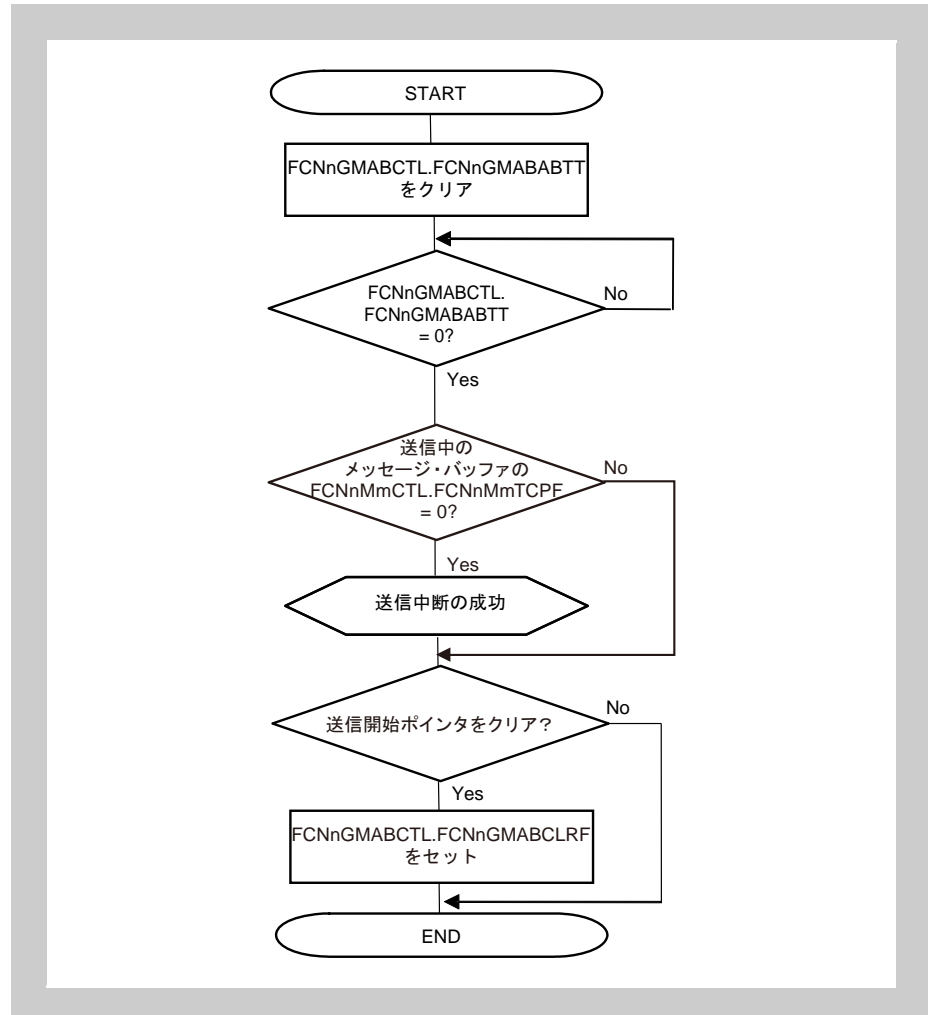 START
FCNnGMABCTL.FCNnGMABABTT
をクリア
FCNnGMABCTL.
FCNnGMABABTT
= 0?
No
Yes
送信中の
メッセージ・バッファの
FCNnMmCTL.FCNnMmTCPF
= 0?
No
Yes
送信中断の成功
送信開始ポインタをクリア?
No
Yes
FCNnGMABCTL.FCNnGMABCLRF
をセット
END